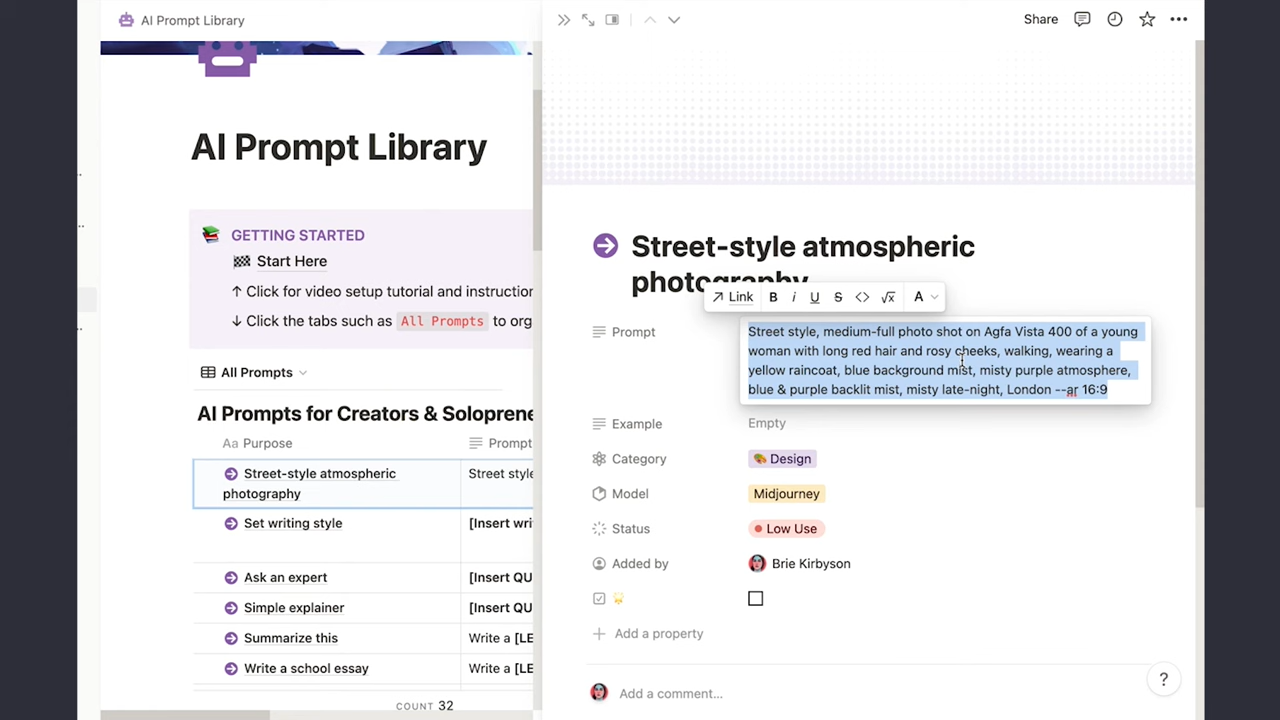 AI Prompt Library
AI Prompt Library
GETTING STARTED
Start Here
↑ Click for video setup tutorial and instruction
↓ Click the tabs such as All Prompts to org
All Prompts
AI Prompts for Creators & Soloprene
Aa Purpose Prompt
Street-style atmospheric photography Street style
Set writing style [Insert wri
Ask an expert [Insert QU
Simple explainer [Insert QU
Summarize this Write a [LE
Write a school essay Write a [LE
COUNT 32
Share
Street-style atmospheric
photography
Link B i U S <> √x A
Prompt
Street style, medium-full photo shot on Agfa Vista 400 of a young
woman with long red hair and rosy cheeks, walking, wearing a
yellow raincoat, blue background mist, misty purple atmosphere,
blue & purple backlit mist, misty late-night, London --ar 16:9
Example Empty
Category Design
Model Midjourney
Status Low Use
Added by Brie Kirbyson
Add a property
Add a comment...
?